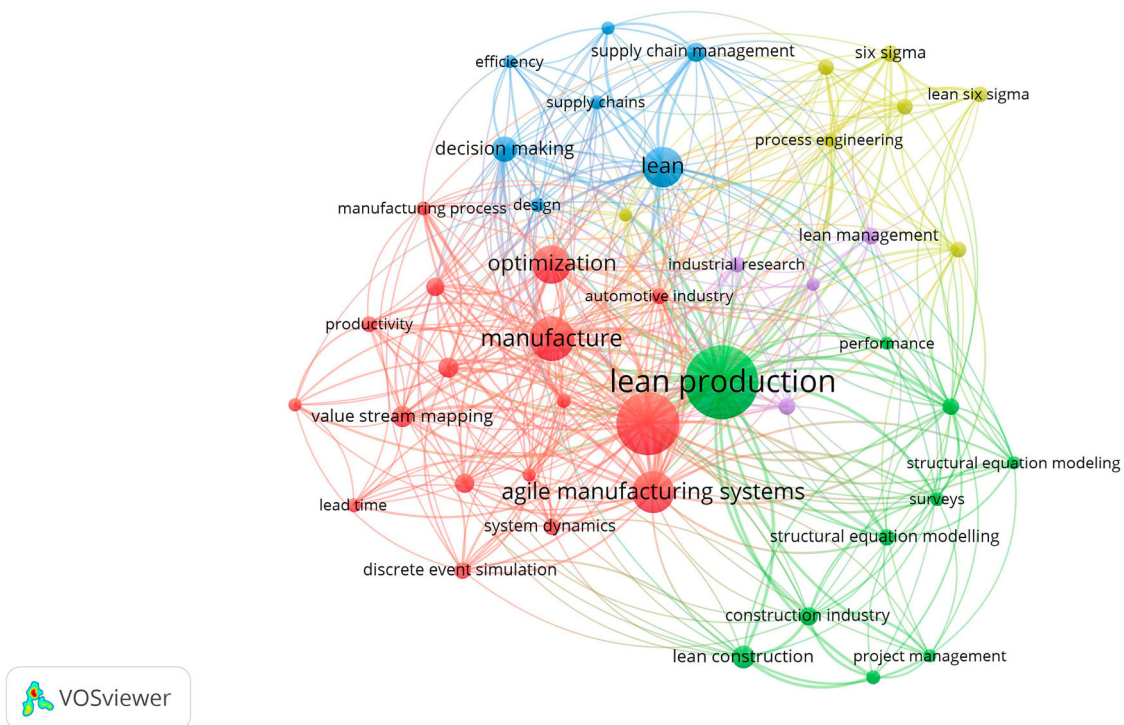 supply chain management
six sigma
efficiency
lean six sigma
supply chains
process engineering
decision making
lean
manufacturing process
design
lean management
optimization
industrial research
automotive industry
productivity
manufacture
performance
lean production
value stream mapping
structural equation modeling
agile manufacturing systems
surveys
lead time
system dynamics
structural equation modelling
discrete event simulation
construction industry
lean construction
project management
VOSviewer